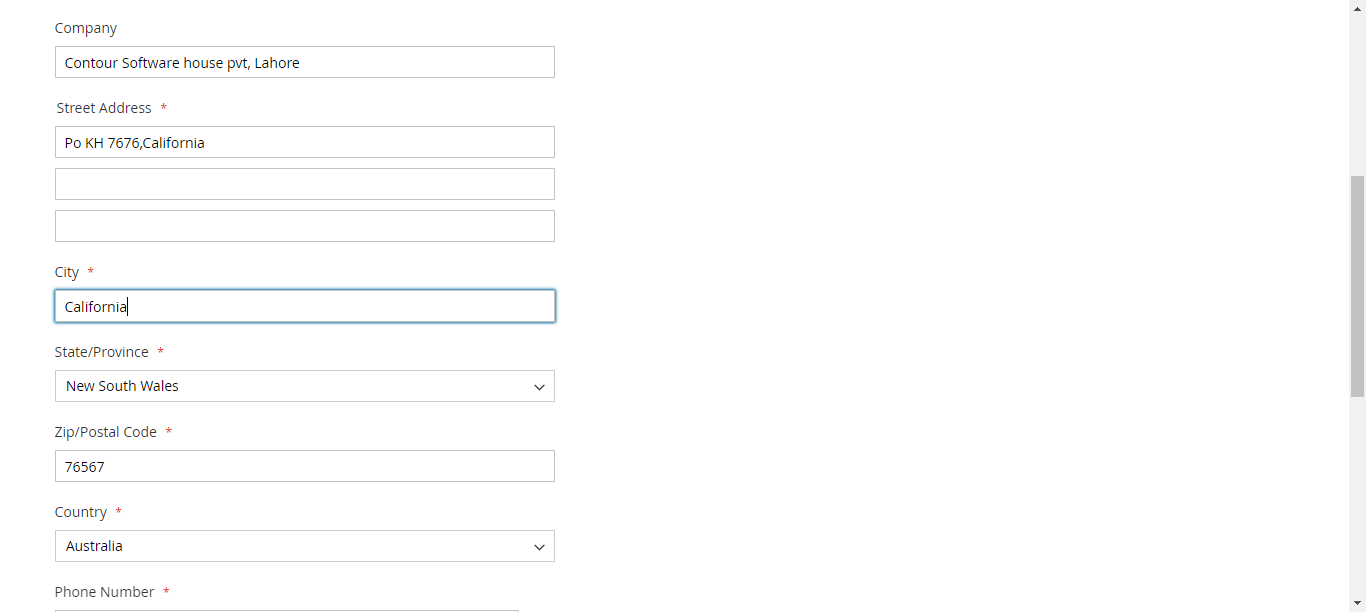 Company
Contour Software house pvt, Lahore
Street Address *
Po KH 7676,California
City *
California
State/Province *
New South Wales
Zip/Postal Code *
76567
Country *
Australia
Phone Number *